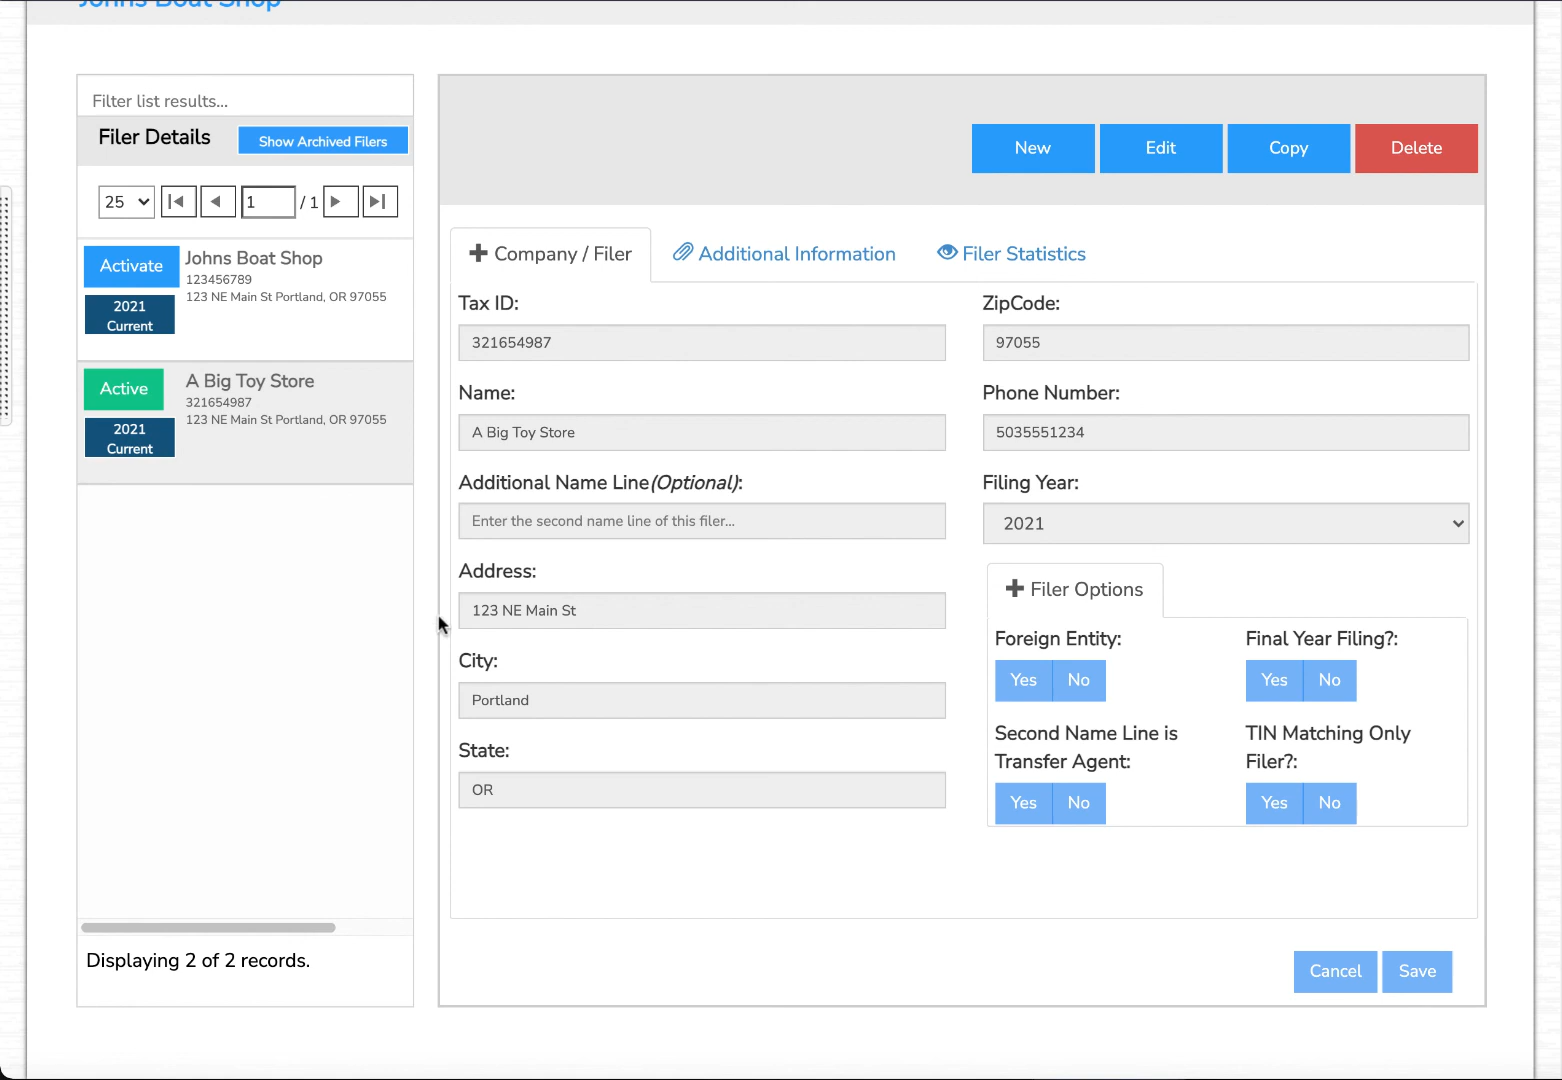 Johns Boat Shop
Filter list results...
Filer Details
Show Archived Filers
25
1
/ 1
Activate
Johns Boat Shop
123456789
123 NE Main St Portland, OR 97055
2021
Current
Active
A Big Toy Store
321654987
123 NE Main St Portland, OR 97055
2021
Current
Displaying 2 of 2 records.
New
Edit
Copy
Delete
Company / Filer
Additional Information
Filer Statistics
Tax ID:
321654987
Name:
A Big Toy Store
Additional Name Line(Optional):
Enter the second name line of this filer...
Address:
123 NE Main St
City:
Portland
State:
OR
ZipCode:
97055
Phone Number:
5035551234
Filing Year:
2021
Filer Options
Foreign Entity:
Yes No
Final Year Filing?:
Yes No
Second Name Line is
Transfer Agent:
Yes No
TIN Matching Only
Filer?:
Yes No
Cancel
Save